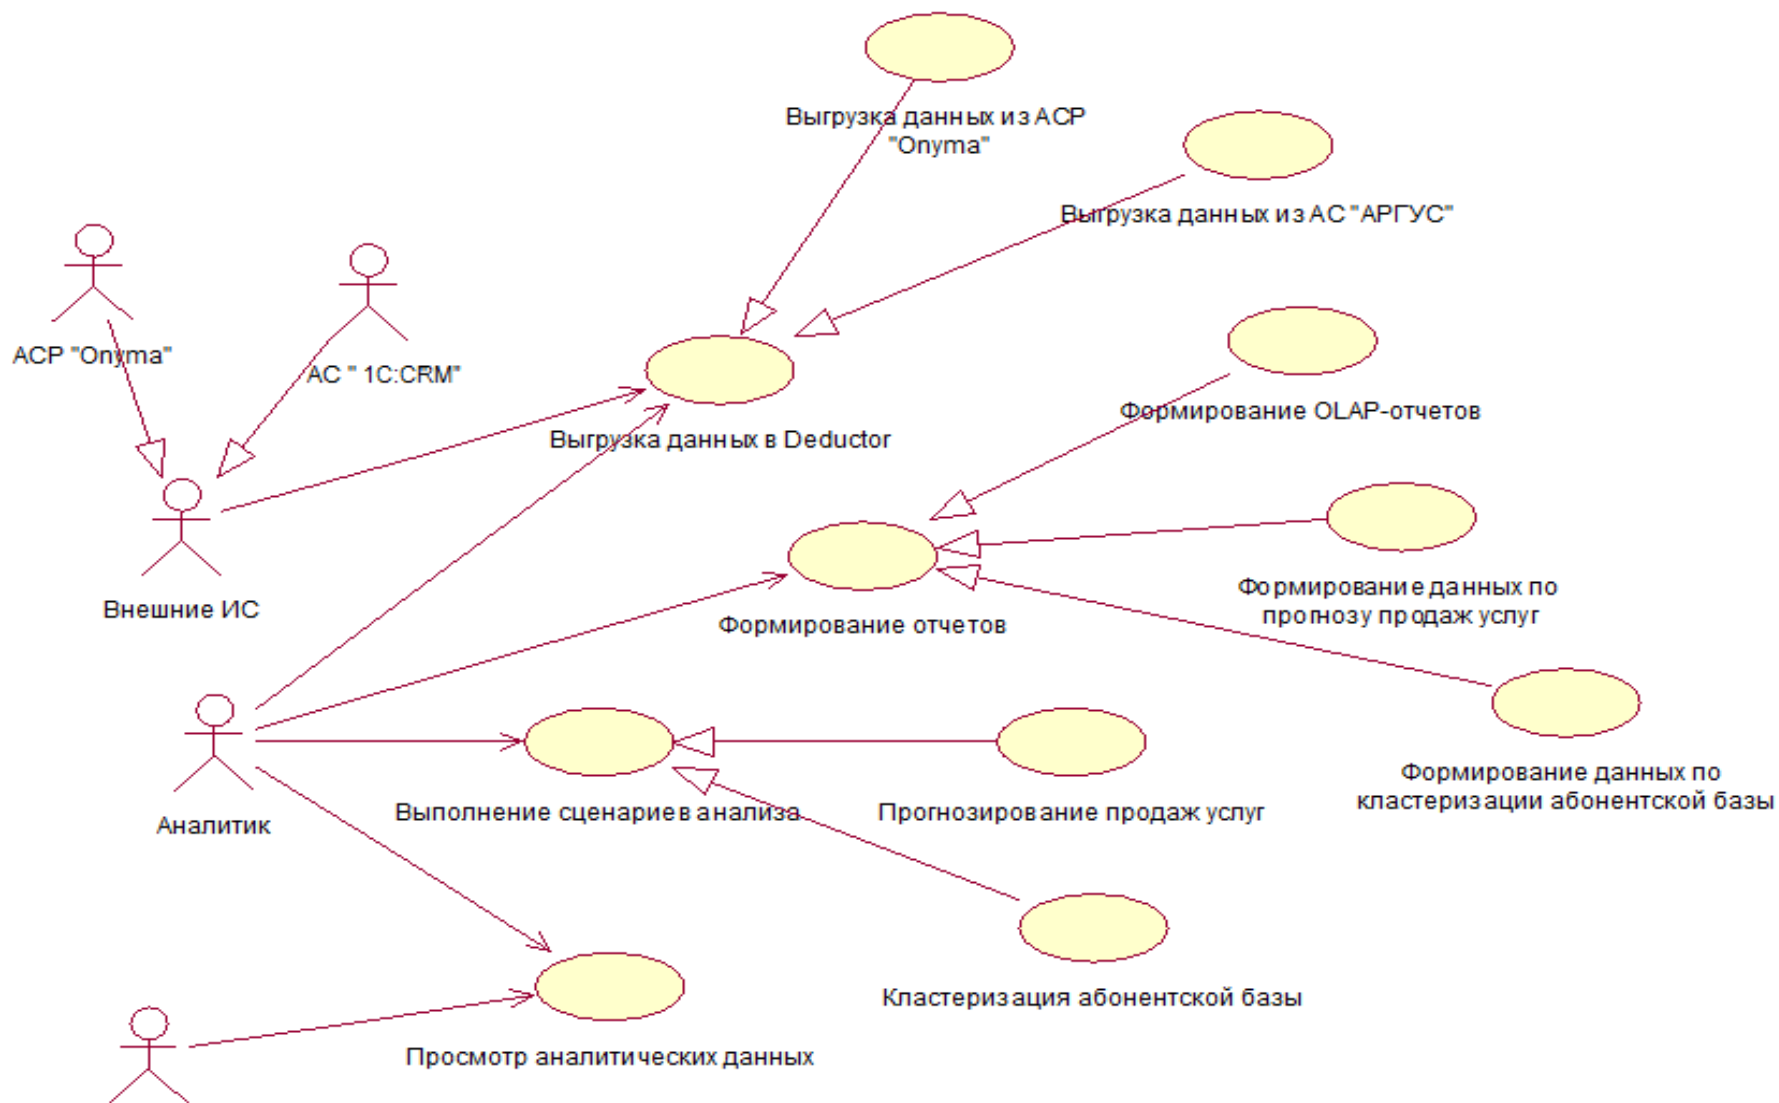 Выгрузка данных из АСР
"Onyma"
Выгрузка данных из АС "АРГУС"
АСР "Onyma"
АС " 1С:CRM"
Формирование OLAP-отчетов
Выгрузка данных в Deductor
Формирование данных по
прогнозу продаж услуг
Внешние ИС
Формирование отчетов
Формирование данных по
кластеризации абонентской базы
Выполнение сценариев анализа
Прогнозирование продаж услуг
Аналитик
Кластеризация абонентской базы
Просмотр аналитических данных